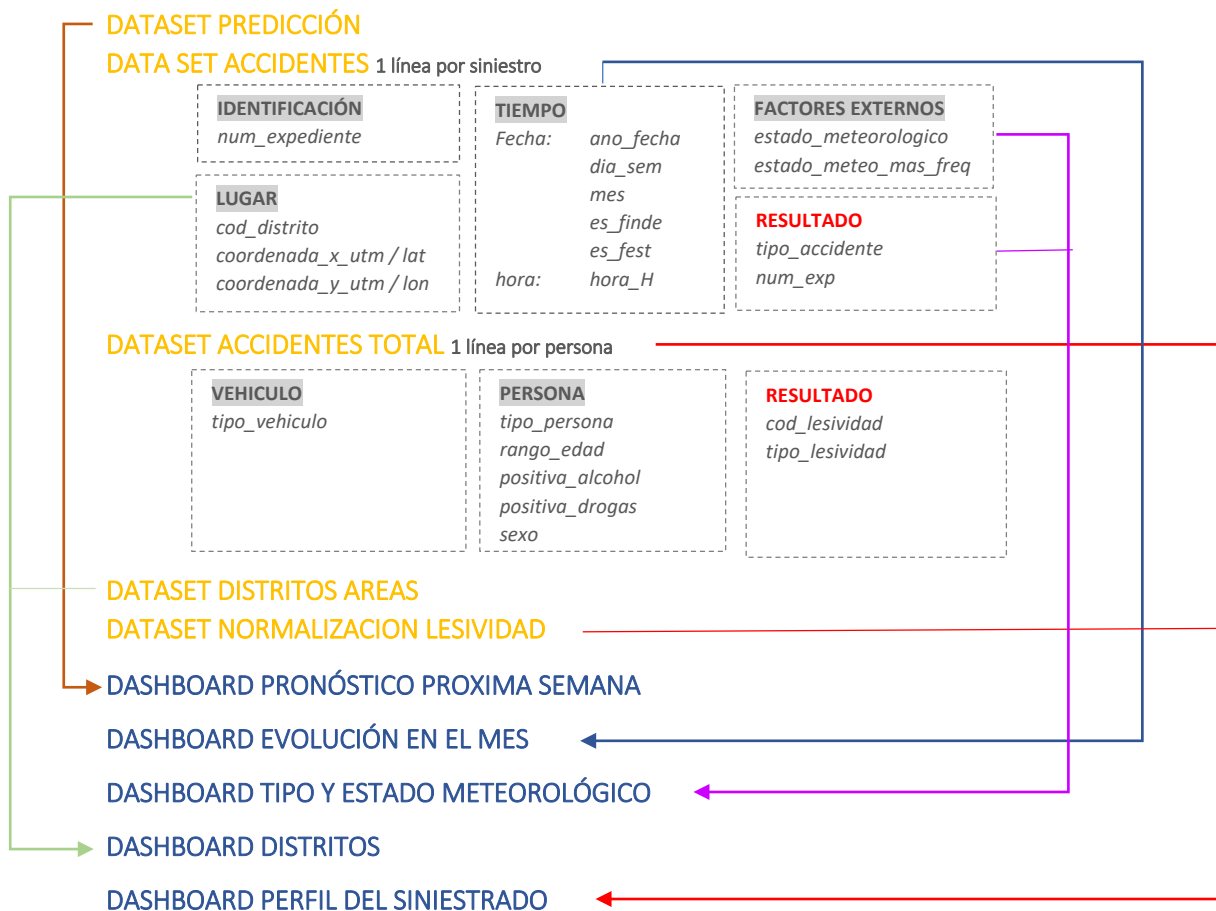 DATASET PREDICCIÓN
DATA SET ACCIDENTES 1 línea por siniestro
IDENTIFICACIÓN
num_expediente
LUGAR
cod_distrito
coordenada_x_utm / lat
coordenada_y_utm / lon
TIEMPO
Fecha: ano_fecha
dia_sem
mes
es_finde
es_fest
hora: hora_H
FACTORES EXTERNOS
estado_meteorologico
estado_meteo_mas_freq
RESULTADO
tipo_accidente
num_exp
DATASET ACCIDENTES TOTAL 1 línea por persona
VEHICULO
tipo_vehiculo
PERSONA
tipo_persona
rango_edad
positiva_alcohol
positiva_drogas
sexo
RESULTADO
cod_lesividad
tipo_lesividad
DATASET DISTRITOS AREAS
DATASET NORMALIZACION LESIVIDAD
DASHBOARD PRONÓSTICO PROXIMA SEMANA
DASHBOARD EVOLUCIÓN EN EL MES
DASHBOARD TIPO Y ESTADO METEOROLÓGICO
DASHBOARD DISTRITOS
DASHBOARD PERFIL DEL SINIESTRADO